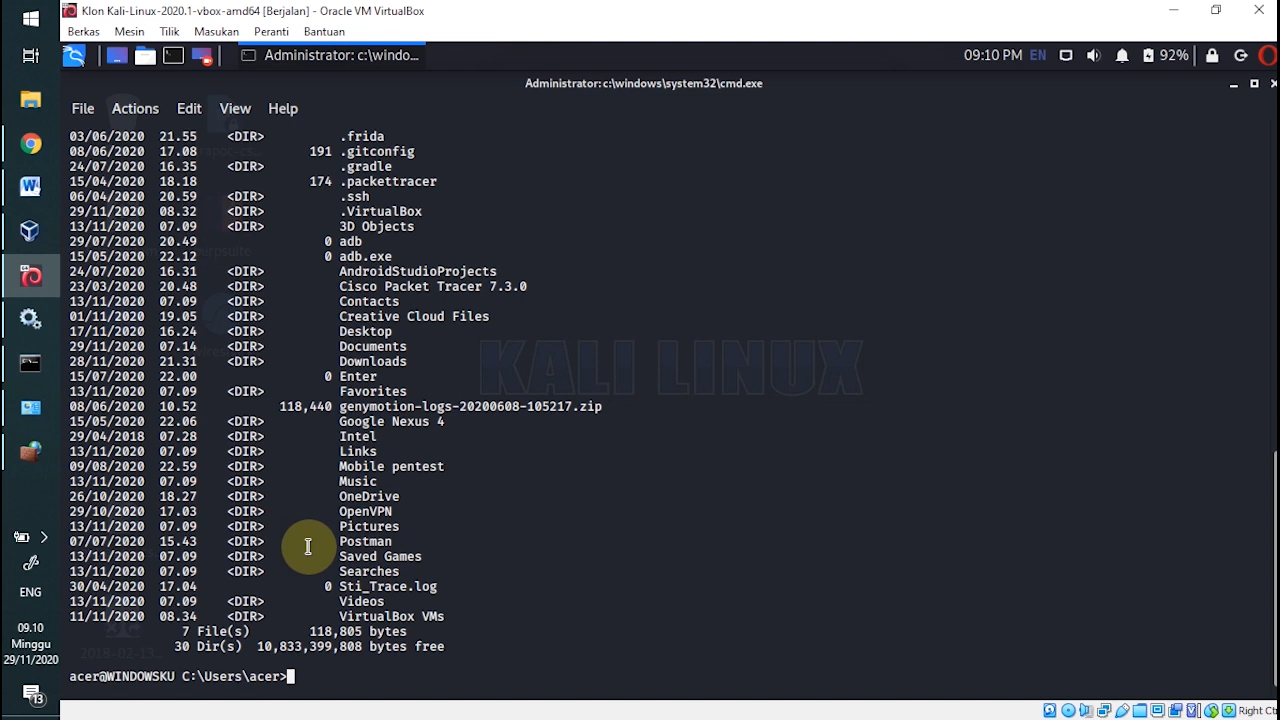 Klon Kali-Linux-2020.1-vbox-amd64 [Berjalan] - Oracle VM VirtualBox
Berkas Mesin Tilik Masukan Peranti Bantuan
Administrator: c:\windo...
09:10 PM EN 92%
Administrator: c:\windows\system32\cmd.exe
File Actions Edit View Help
03/06/2020 21.55 <DIR> .frida
08/06/2020 17.08 191 .gitconfig
24/07/2020 16.35 <DIR> .gradle
15/04/2020 18.18 174 .packettracer
06/04/2020 20.59 <DIR> .ssh
29/11/2020 08.32 <DIR> .VirtualBox
13/11/2020 07.09 <DIR> 3D Objects
29/07/2020 20.49 0 adb
15/05/2020 22.12 0 adb.exe
24/07/2020 16.31 <DIR> AndroidStudioProjects
23/03/2020 20.48 <DIR> Cisco Packet Tracer 7.3.0
13/11/2020 07.09 <DIR> Contacts
01/11/2020 19.05 <DIR> Creative Cloud Files
17/11/2020 16.24 <DIR> Desktop
29/11/2020 07.14 <DIR> Documents
28/11/2020 21.31 <DIR> Downloads
15/07/2020 22.00 0 Enter
13/11/2020 07.09 <DIR> Favorites
08/06/2020 10.52 118,440 genymotion-logs-20200608-105217.zip
15/05/2020 22.06 <DIR> Google Nexus 4
29/04/2018 07.28 <DIR> Intel
13/11/2020 07.09 <DIR> Links
09/08/2020 22.59 <DIR> Mobile pentest
13/11/2020 07.09 <DIR> Music
26/10/2020 18.27 <DIR> OneDrive
29/10/2020 17.03 <DIR> OpenVPN
13/11/2020 07.09 <DIR> Pictures
07/07/2020 15.43 <DIR> Postman
13/11/2020 07.09 <DIR> Saved Games
13/11/2020 07.09 <DIR> Searches
30/04/2020 17.04 0 Sti_Trace.log
13/11/2020 07.09 <DIR> Videos
11/11/2020 08.34 <DIR> VirtualBox VMs
7 File(s) 118,805 bytes
30 Dir(s) 10,833,399,808 bytes free
acer@WINDOWSKU C:\Users\acer>
KALI LINUX
ENG
09.10
Minggu
29/11/2020
13
Right Ct